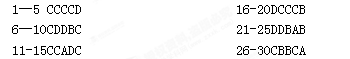 1—5 CCCCD
6—10CDDBC
11-15CCADC
16-20DCCCB
21-25DDBAB
26-30CBBCA